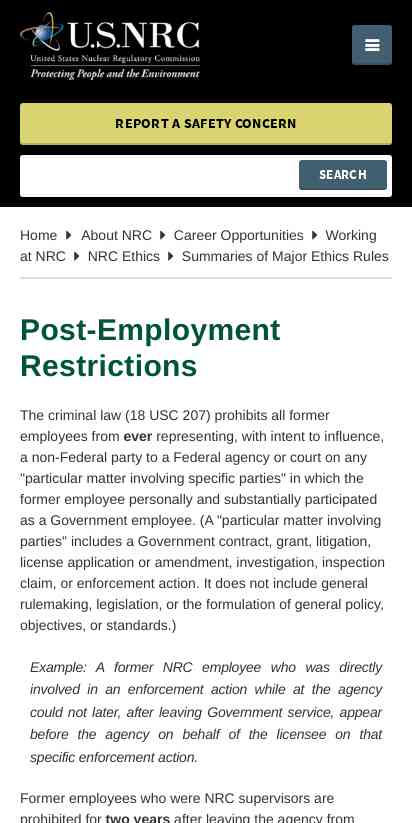 U.S.NRC
United States Nuclear Regulatory Commission
Protecting People and the Environment
REPORT A SAFETY CONCERN
SEARCH
Home About NRC Career Opportunities Working
at NRC NRC Ethics Summaries of Major Ethics Rules
Post-Employment
Restrictions
The criminal law (18 USC 207) prohibits all former
employees from ever representing, with intent to influence,
a non-Federal party to a Federal agency or court on any
"particular matter involving specific parties" in which the
former employee personally and substantially participated
as a Government employee. (A "particular matter involving
parties" includes a Government contract, grant, litigation,
license application or amendment, investigation, inspection
claim, or enforcement action. It does not include general
rulemaking, legislation, or the formulation of general policy,
objectives, or standards.)
Example: A former NRC employee who was directly
involved in an enforcement action while at the agency
could not later, after leaving Government service, appear
before the agency on behalf of the licensee on that
specific enforcement action.
Former employees who were NRC supervisors are
prohibited for two years after leaving the agency from